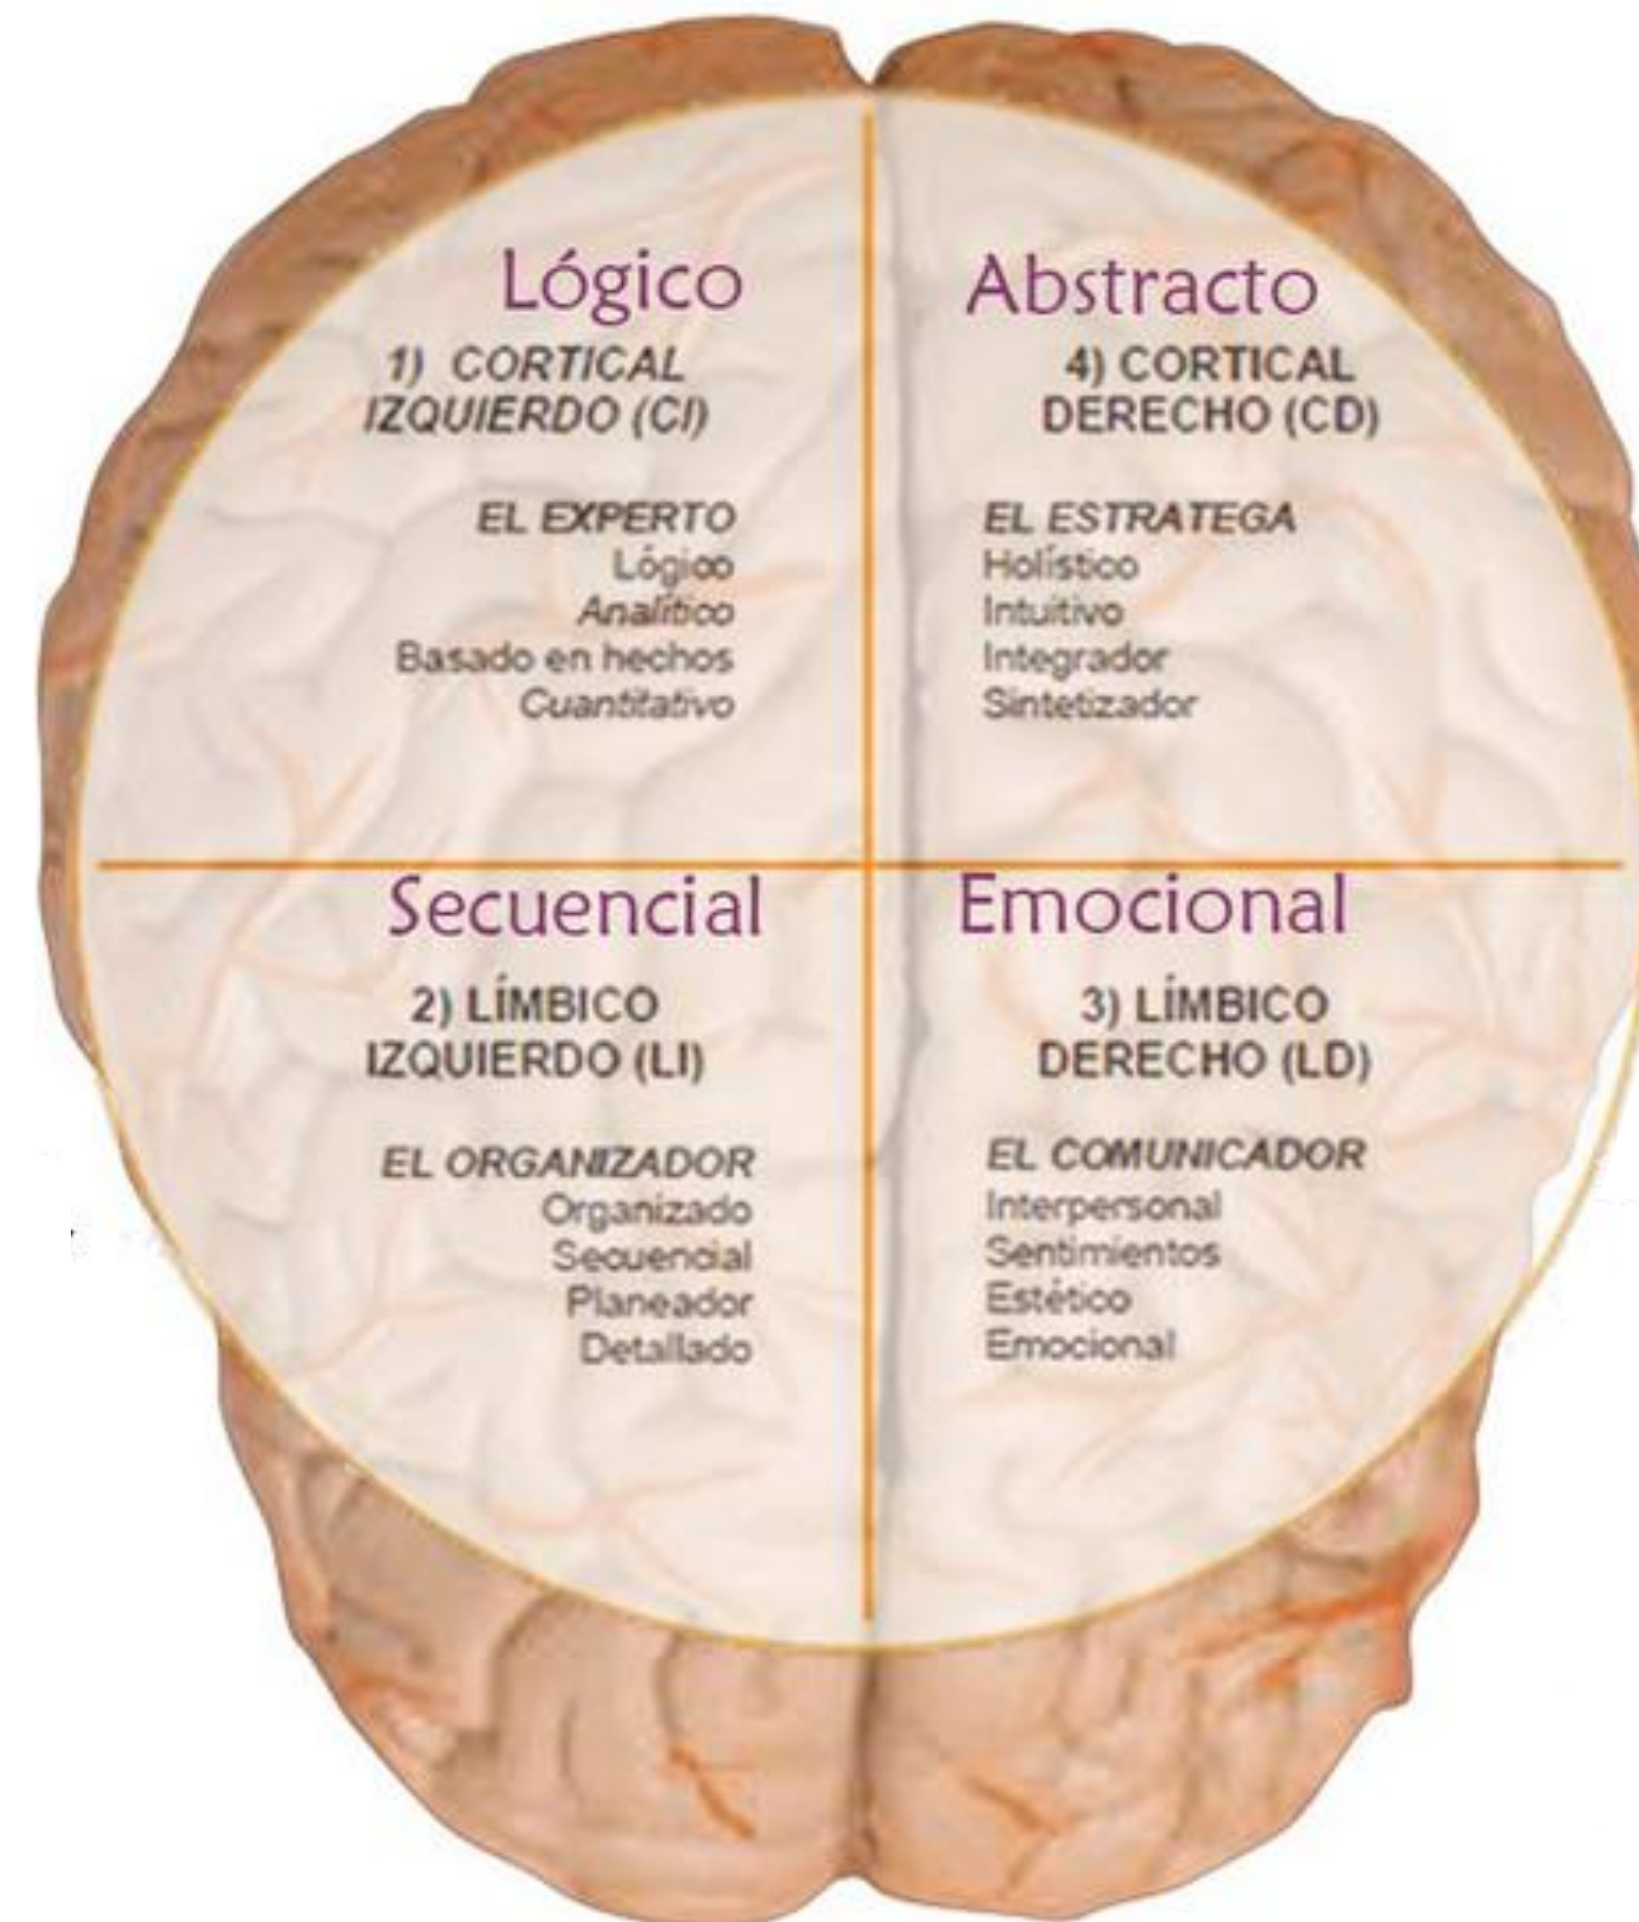 Lógico
1) CORTICAL
IZQUIERDO (CI)
EL EXPERTO
Lógico
Analítico
Basado en hechos
Cuantitativo
Abstracto
4) CORTICAL
DERECHO (CD)
EL ESTRATEGA
Holístico
Intuitivo
Integrador
Sintetizador
Secuencial
2) LÍMBICO
IZQUIERDO (LI)
EL ORGANIZADOR
Organizado
Secuencial
Planeador
Detallado
Emocional
3) LÍMBICO
DERECHO (LD)
EL COMUNICADOR
Interpersonal
Sentimientos
Estético
Emocional